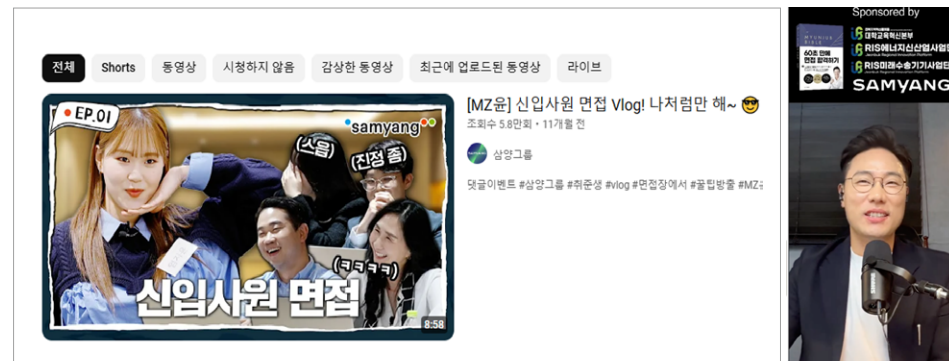 전체
Shorts
동영상
시청하지 않음
감상한 동영상
최근에 업로드된 동영상
라이브
EP.01
samyang
(스읍)
(진정 좀)
(ㅋㅋㅋㅋ)
신입사원 면접
8:58
[MZ윤] 신입사원 면접 Vlog! 나처럼만 해~ 😎
조회수 5.8만회 • 11개월 전
삼양그룹
댓글이벤트 #삼양그룹 #취준생 #vlog #면접장에서 #꿀팁방출 #MZ윤
Sponsored by
60초 만에
면접 합격하기
대학교육혁신본부
RIS에너지신산업사업단
RIS미래수송기기사업단
SAMYANG